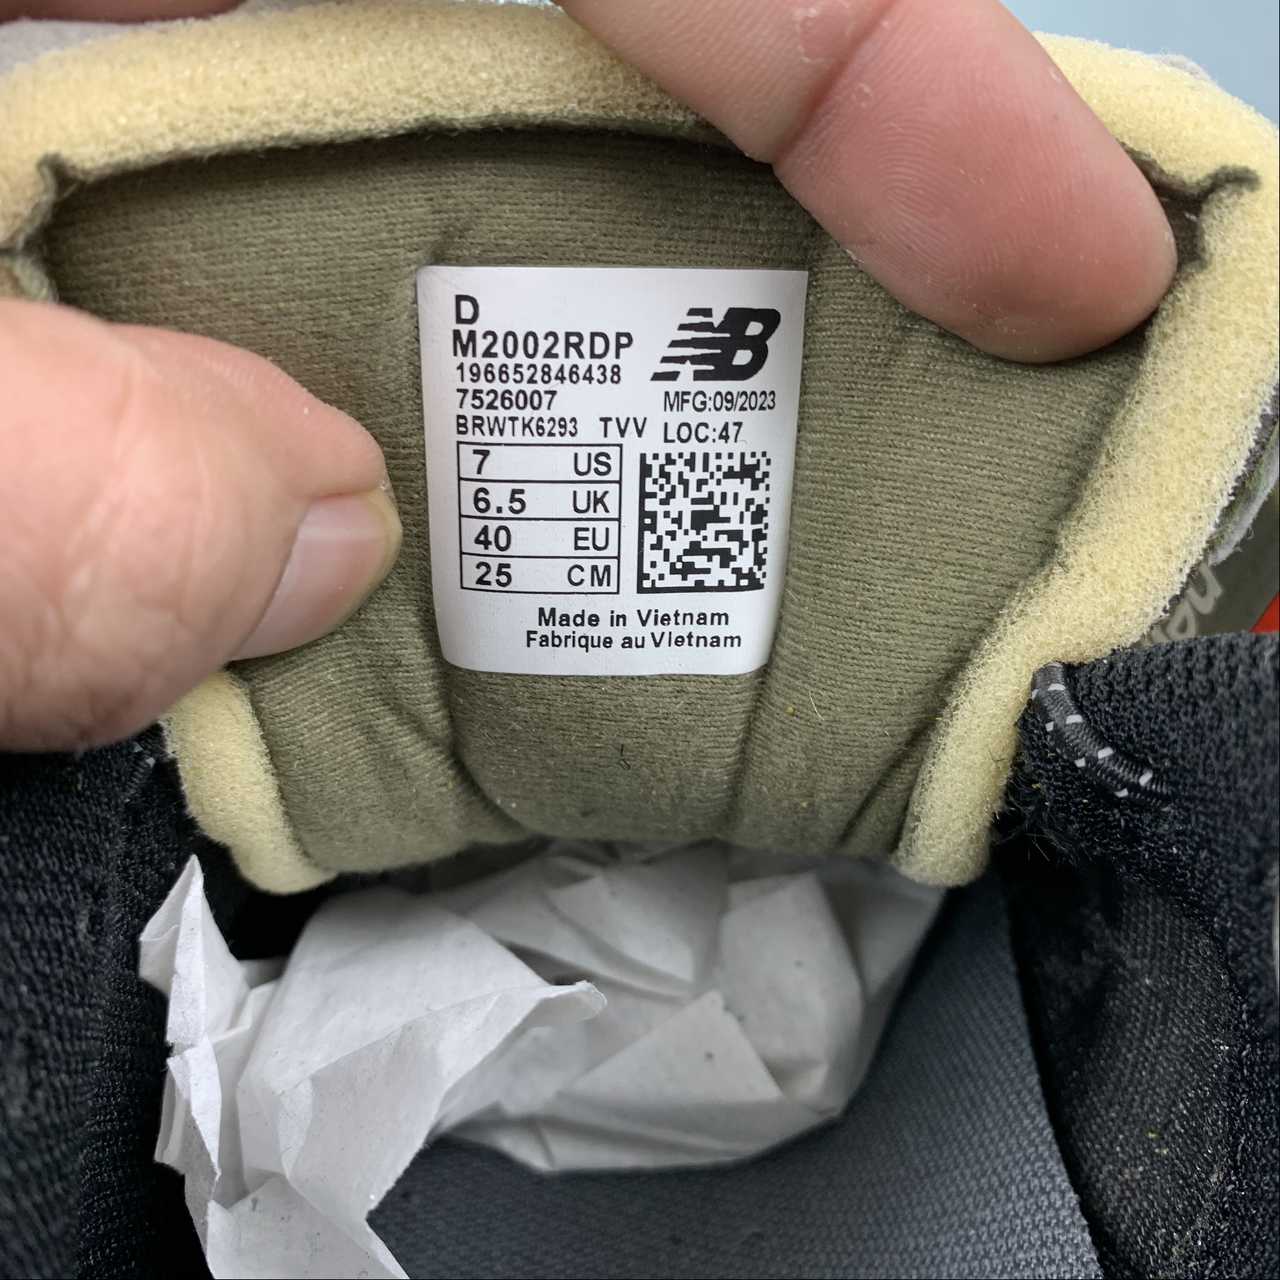 D
M2002RDP
196652846438
7526007
MFG:09/2023
BRWTK6293 TVV LOC:47
7 US
6.5 UK
40 EU
25 CM
Made in Vietnam
Fabrique au Vietnam
NB